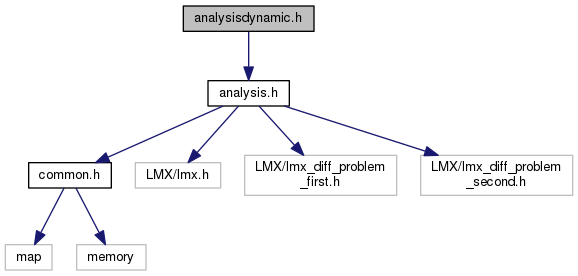 analysisdynamic.h
analysis.h
common.h
LMX/lmx.h
LMX/lmx_diff_problem
_first.h
LMX/lmx_diff_problem
_second.h
map
memory